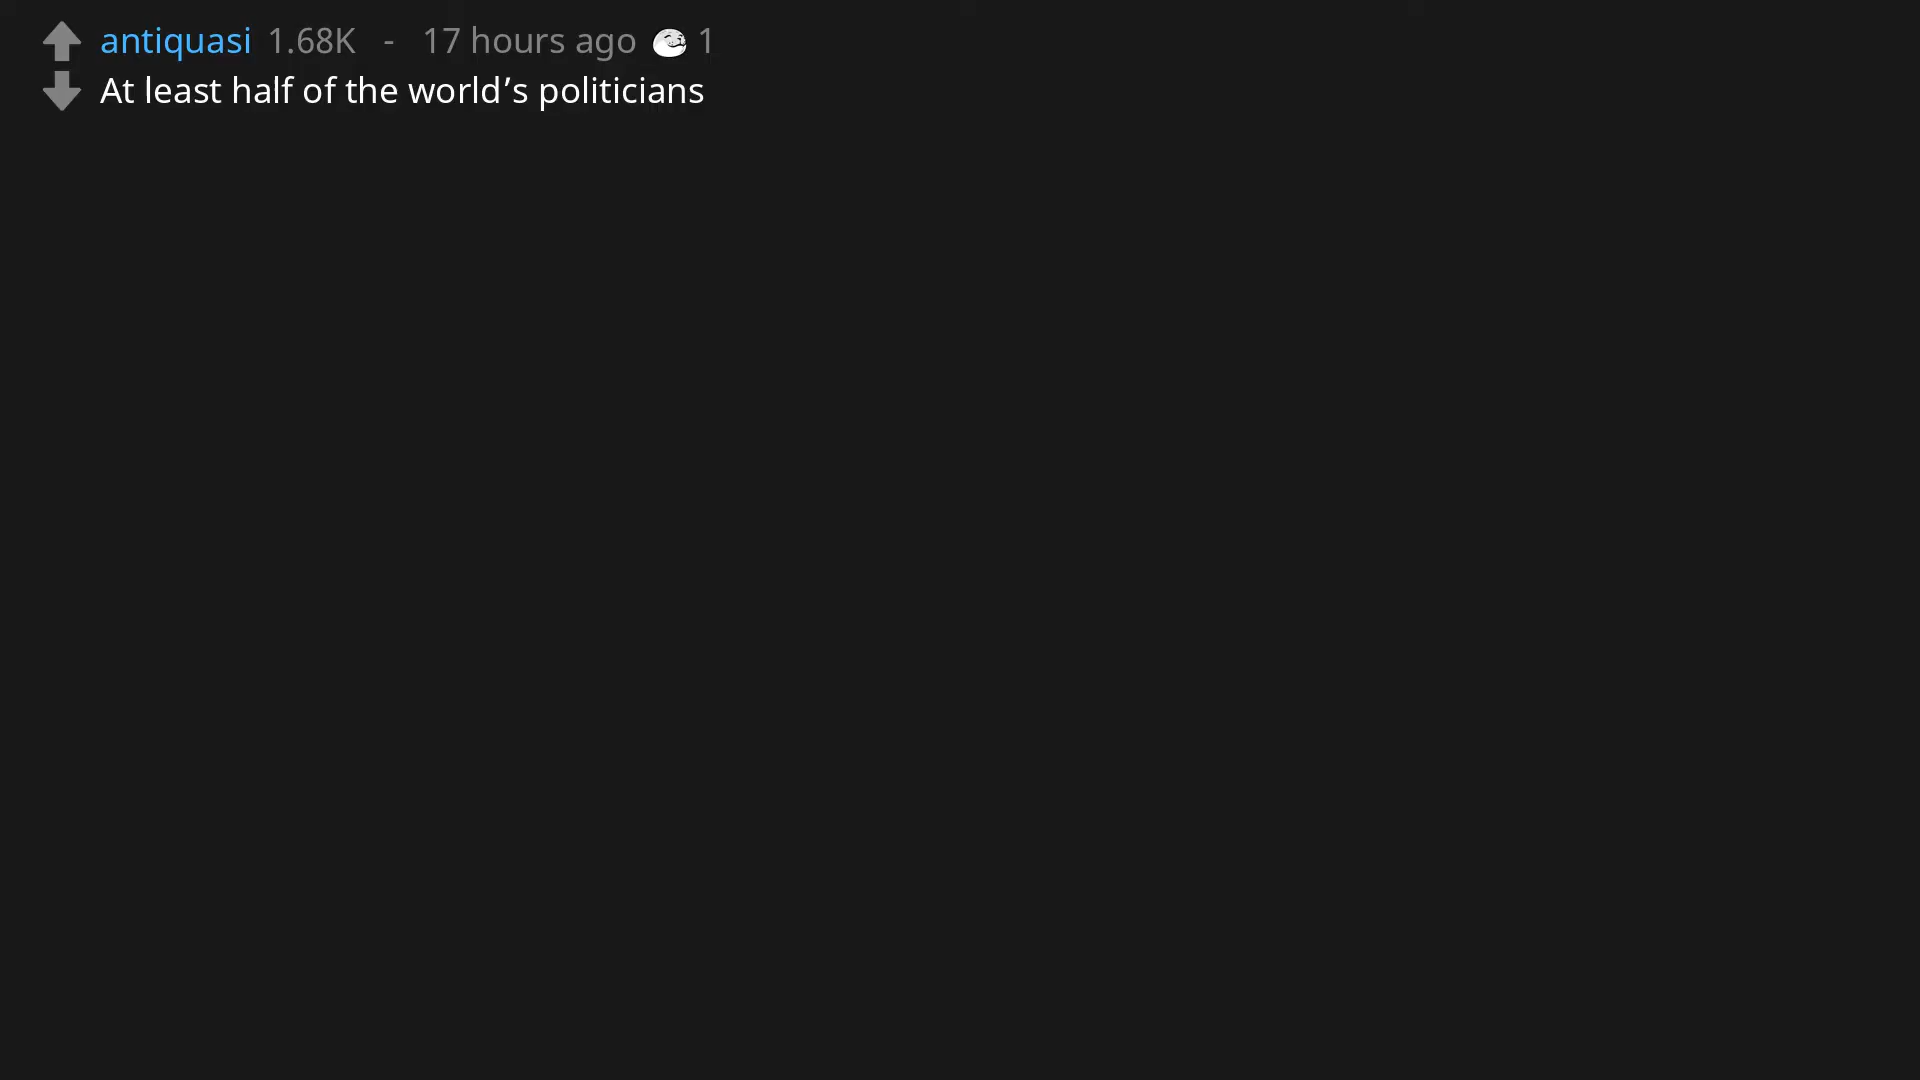 antiquasi 1.68K - 17 hours ago 1
At least half of the world’s politicians